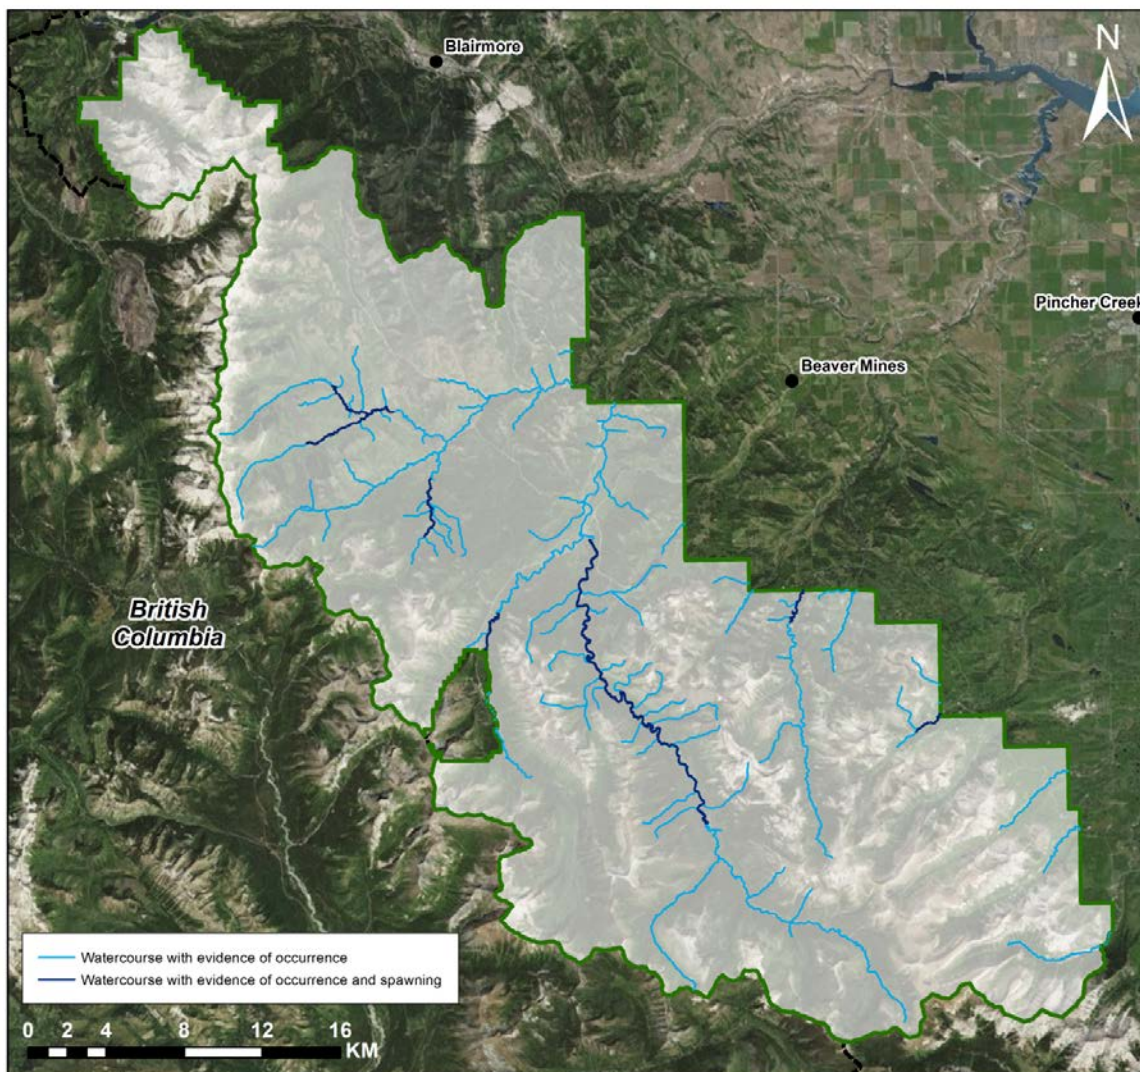 Blairmore
N
Pincher Creek
Beaver Mines
British
Columbia
Watercourse with evidence of occurrence
Watercourse with evidence of occurrence and spawning
0 2 4 8 12 16
KM